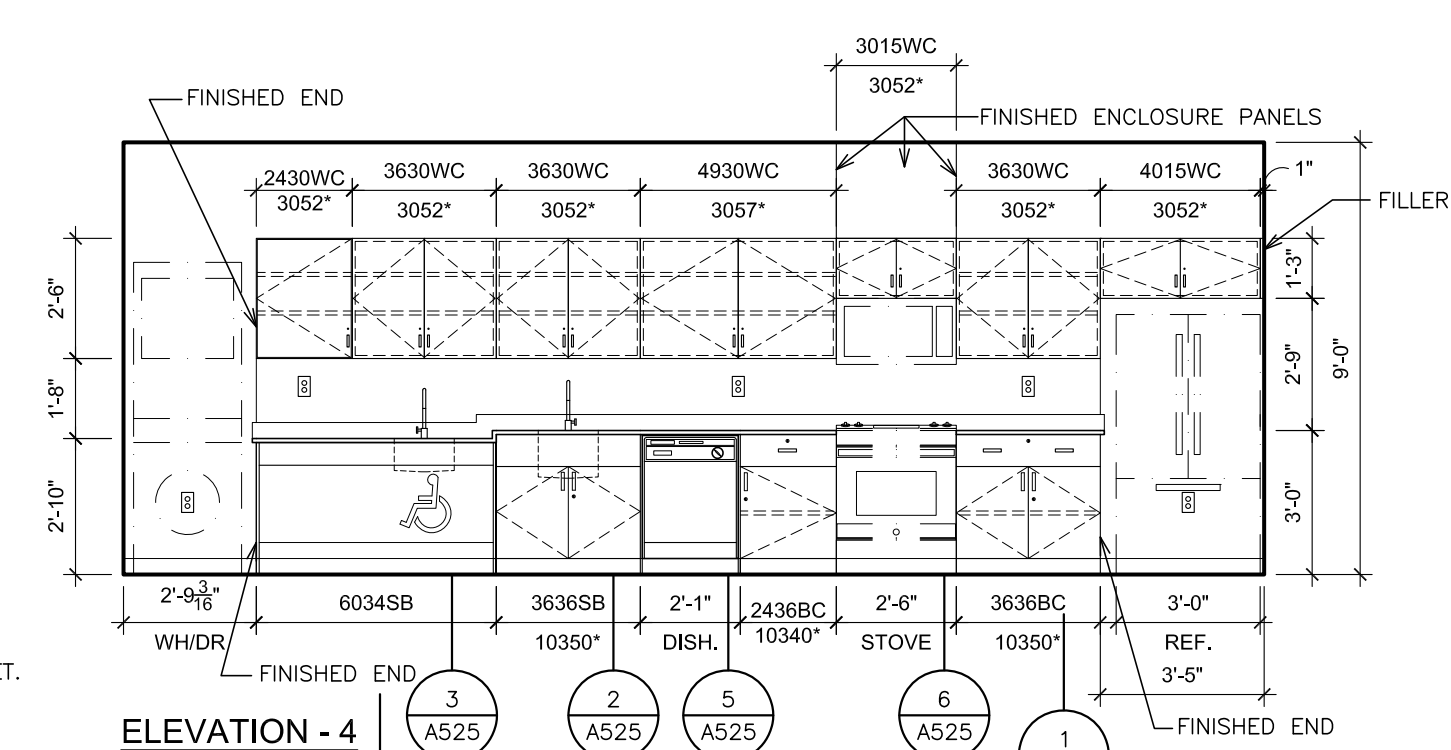 3015WC
3052*
FINISHED END
FINISHED ENCLOSURE PANELS
2430WC
3052*
3630WC
3052*
3630WC
3052*
4930WC
3057*
3630WC
3052*
4015WC
3052*
1"
FILLER
2'-6"
1'-8"
2'-10"
1'-3"
2'-9"
3'-0"
9'-0"
2'-9 3/16"
WH/DR
6034SB
3636SB
10350*
2'-1"
DISH.
2436BC
10340*
2'-6"
STOVE
3636BC
10350*
3'-0"
REF.
3'-5"
ET.
FINISHED END
FINISHED END
ELEVATION - 4
3
A525
2
A525
5
A525
6
A525
1